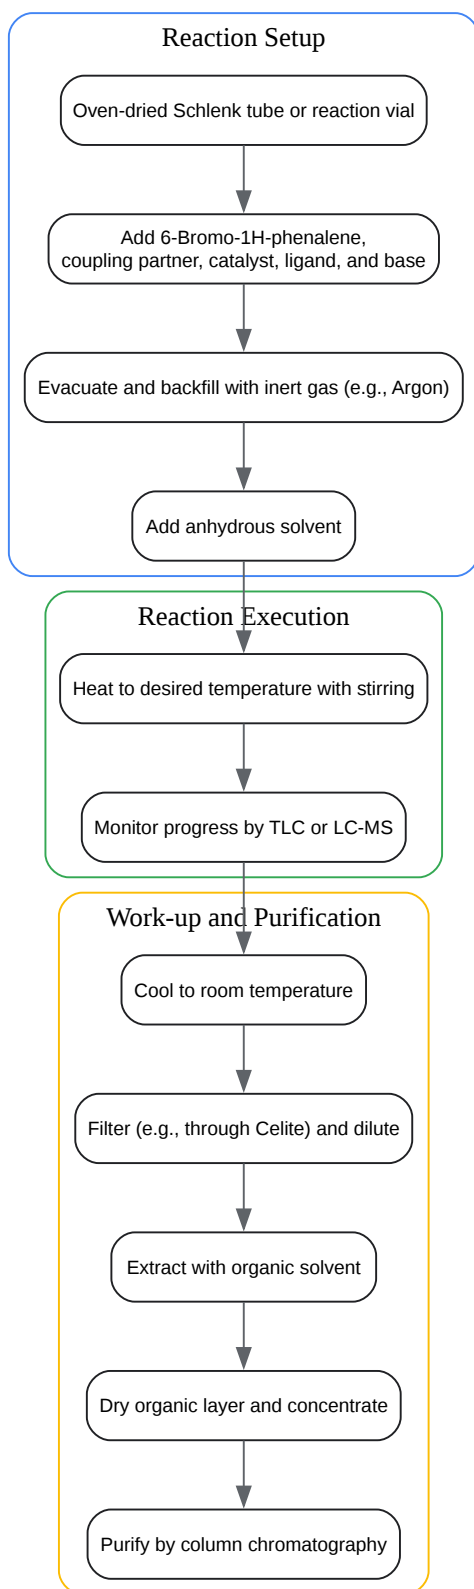 Reaction Setup
Oven-dried Schlenk tube or reaction vial
Add 6-Bromo-1H-phenalene,
coupling partner, catalyst, ligand, and base
Evacuate and backfill with inert gas (e.g., Argon)
Add anhydrous solvent
Reaction Execution
Heat to desired temperature with stirring
Monitor progress by TLC or LC-MS
Work-up and Purification
Cool to room temperature
Filter (e.g., through Celite) and dilute
Extract with organic solvent
Dry organic layer and concentrate
Purify by column chromatography